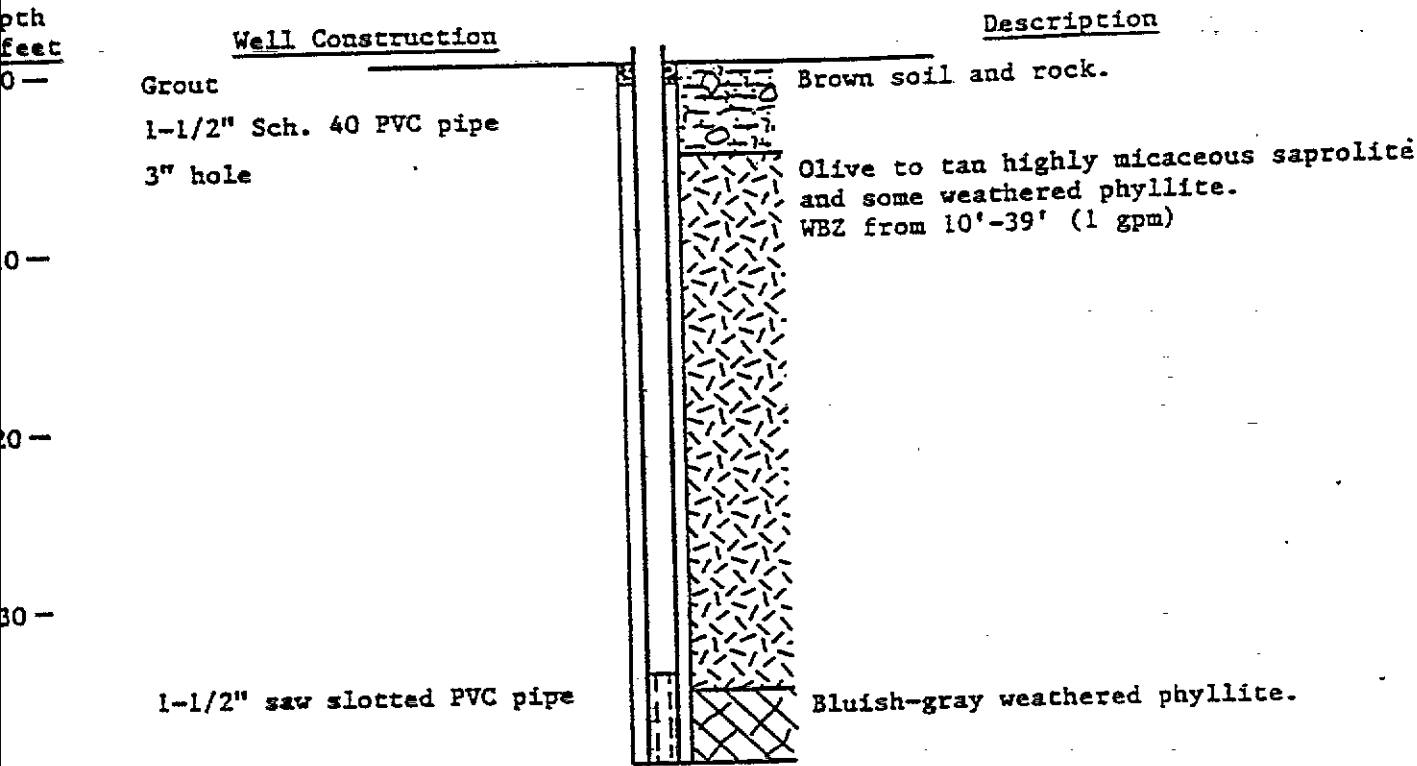 pth
feet
Well Construction
Description
0 —
Grout
Brown soil and rock.
1-1/2" Sch. 40 PVC pipe
3" hole
Olive to tan highly micaceous saprolite
and some weathered phyllite.
WBZ from 10'-39' (1 gpm)
0 —
20 —
30 —
1-1/2" saw slotted PVC pipe
Bluish-gray weathered phyllite.